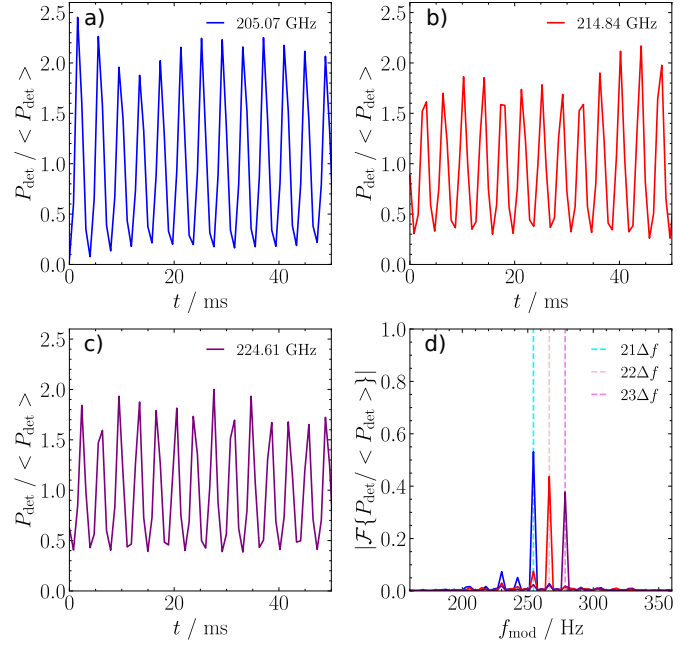 a)
205.07 GHz
P_det / < P_det >
2.5
2.0
1.5
1.0
0.5
0.0
0
20
40
t / ms
b)
214.84 GHz
P_det / < P_det >
2.5
2.0
1.5
1.0
0.5
0.0
0
20
40
t / ms
c)
224.61 GHz
P_det / < P_det >
2.5
2.0
1.5
1.0
0.5
0.0
0
20
40
t / ms
d)
21Δf
22Δf
23Δf
|ℱ{P_det/ < P_det >}|
1.0
0.8
0.6
0.4
0.2
0.0
200
250
300
350
f_mod / Hz